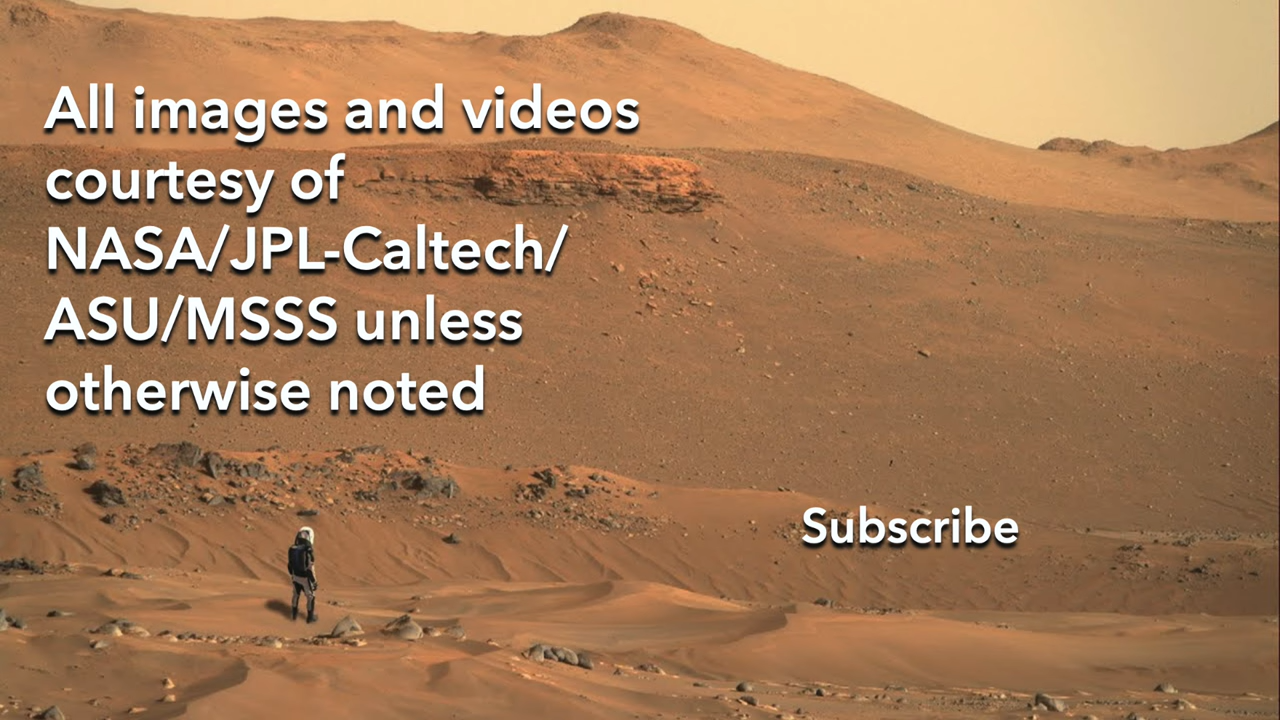 All images and videos
courtesy of
NASA/JPL-Caltech/
ASU/MSSS unless
otherwise noted
Subscribe